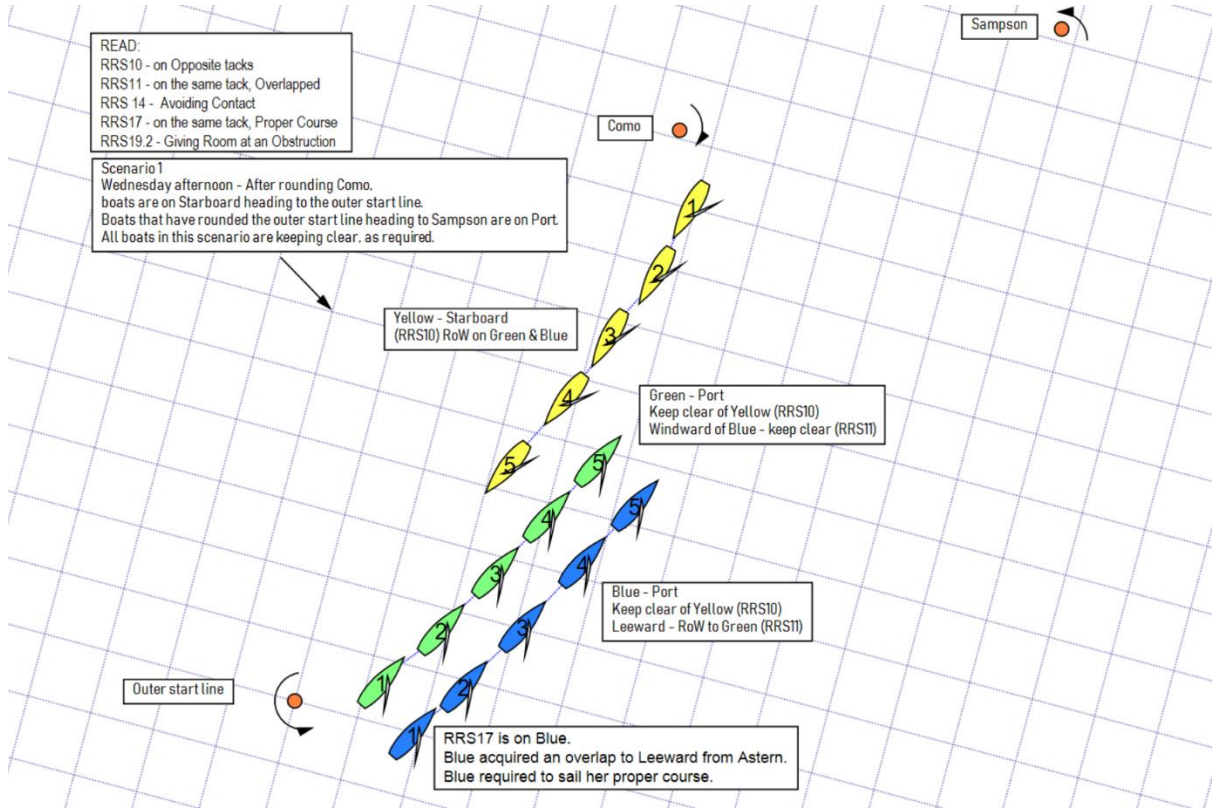 READ:
RRS10 - on Opposite tacks
RRS11 - on the same tack, Overlapped
RRS 14 - Avoiding Contact
RRS17 - on the same tack, Proper Course
RRS19.2 - Giving Room at an Obstruction
Sampson
Como
Scenario 1
Wednesday afternoon - After rounding Como,
boats are on Starboard heading to the outer start line.
Boats that have rounded the outer start line heading to Sampson are on Port.
All boats in this scenario are keeping clear, as required.
1
2
3
4
5
Yellow - Starboard
(RRS10) RoW on Green & Blue
Green - Port
Keep clear of Yellow (RRS10)
Windward of Blue - keep clear (RRS11)
5
4
3
2
1
5
4
3
2
1
Blue - Port
Keep clear of Yellow (RRS10)
Leeward - RoW to Green (RRS11)
Outer start line
RRS17 is on Blue.
Blue acquired an overlap to Leeward from Astern.
Blue required to sail her proper course.